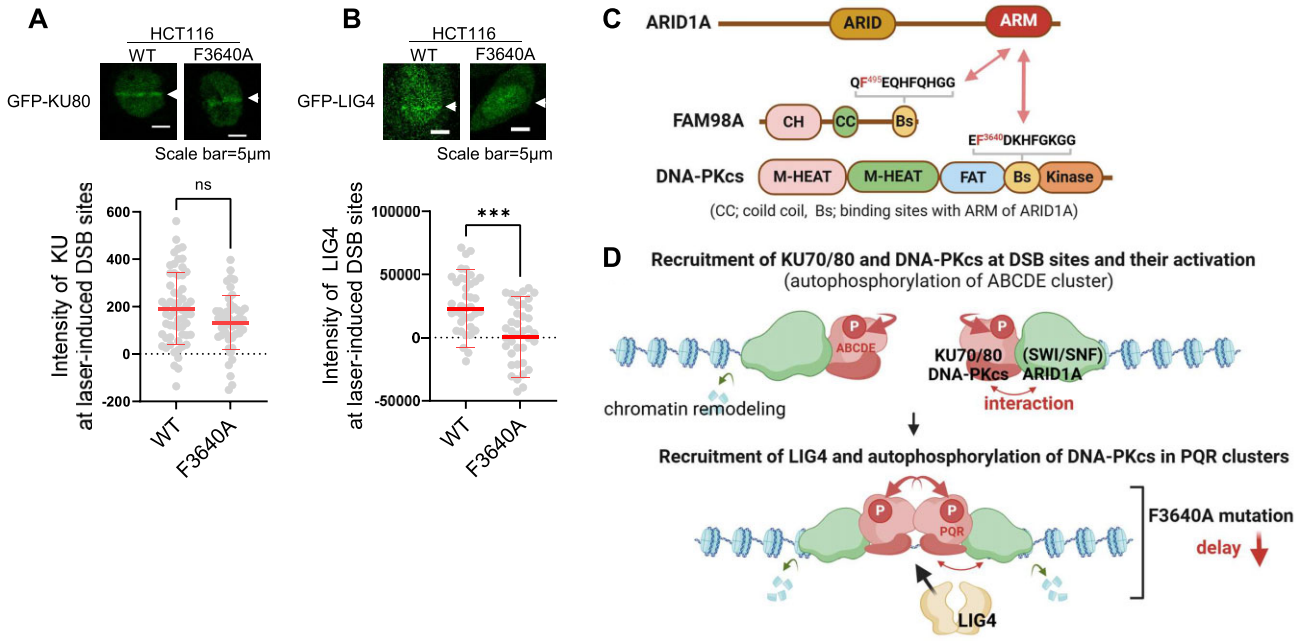 A
HCT116
WT
F3640A
GFP-KU80
Scale bar=5µm
ns
Intensity of KU
at laser-induced DSB sites
600
400
200
0
-200
WT
F3640A
B
HCT116
WT
F3640A
GFP-LIG4
Scale bar=5µm
***
Intensity of LIG4
at laser-induced DSB sites
100000
50000
0
-50000
WT
F3640A
C
ARID1A
ARID
ARM
QF495EQHFQHGG
FAM98A
CH
CC
Bs
EF3640DKHFGKGG
DNA-PKcs
M-HEAT
M-HEAT
FAT
Bs
Kinase
(CC; coild coil, Bs; binding sites with ARM of ARID1A)
D
Recruitment of KU70/80 and DNA-PKcs at DSB sites and their activation
(autophosphorylation of ABCDE cluster)
P
ABCDE
P
KU70/80
DNA-PKcs
(SWI/SNF)
ARID1A
interaction
chromatin remodeling
Recruitment of LIG4 and autophosphorylation of DNA-PKcs in PQR clusters
P
P
PQR
LIG4
F3640A mutation
delay